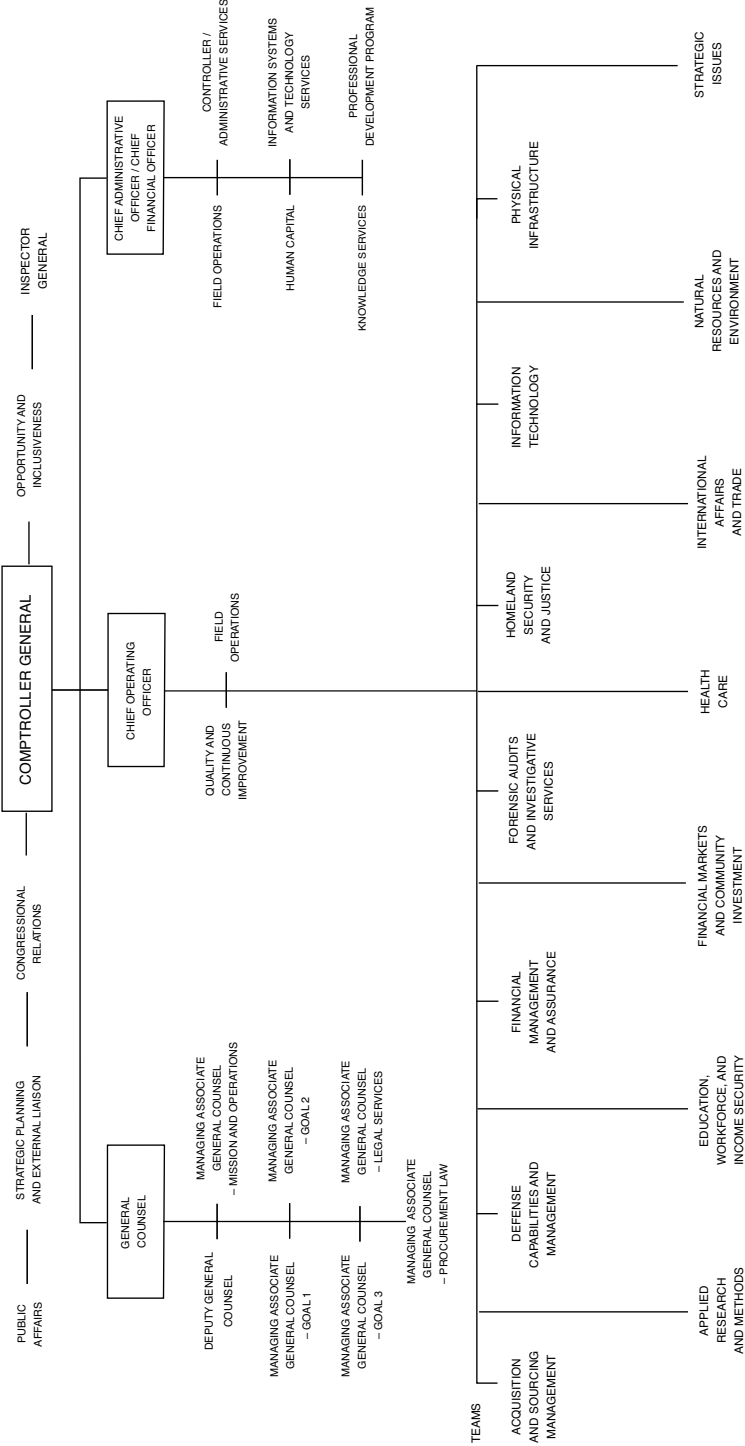 PUBLIC
AFFAIRS
STRATEGIC PLANNING
AND EXTERNAL LIAISON
CONGRESSIONAL
RELATIONS
COMPTROLLER GENERAL
OPPORTUNITY AND
INCLUSIVENESS
INSPECTOR
GENERAL
GENERAL
COUNSEL
CHIEF OPERATING
OFFICER
CHIEF ADMINISTRATIVE
OFFICER / CHIEF
FINANCIAL OFFICER
DEPUTY GENERAL
COUNSEL
MANAGING ASSOCIATE
GENERAL COUNSEL
– MISSION AND OPERATIONS
MANAGING ASSOCIATE
GENERAL COUNSEL
– GOAL 1
MANAGING ASSOCIATE
GENERAL COUNSEL
– GOAL 2
MANAGING ASSOCIATE
GENERAL COUNSEL
– GOAL 3
MANAGING ASSOCIATE
GENERAL COUNSEL
– LEGAL SERVICES
MANAGING ASSOCIATE
GENERAL COUNSEL
– PROCUREMENT LAW
QUALITY AND
CONTINUOUS
IMPROVEMENT
FIELD
OPERATIONS
FIELD OPERATIONS
CONTROLLER /
ADMINISTRATIVE SERVICES
HUMAN CAPITAL
INFORMATION SYSTEMS
AND TECHNOLOGY
SERVICES
KNOWLEDGE SERVICES
PROFESSIONAL
DEVELOPMENT PROGRAM
TEAMS
ACQUISITION
AND SOURCING
MANAGEMENT
DEFENSE
CAPABILITIES AND
MANAGEMENT
FINANCIAL
MANAGEMENT
AND ASSURANCE
FORENSIC AUDITS
AND INVESTIGATIVE
SERVICES
HOMELAND
SECURITY
AND JUSTICE
INFORMATION
TECHNOLOGY
PHYSICAL
INFRASTRUCTURE
APPLIED
RESEARCH
AND METHODS
EDUCATION,
WORKFORCE, AND
INCOME SECURITY
FINANCIAL MARKETS
AND COMMUNITY
INVESTMENT
HEALTH
CARE
INTERNATIONAL
AFFAIRS
AND TRADE
NATURAL
RESOURCES AND
ENVIRONMENT
STRATEGIC
ISSUES